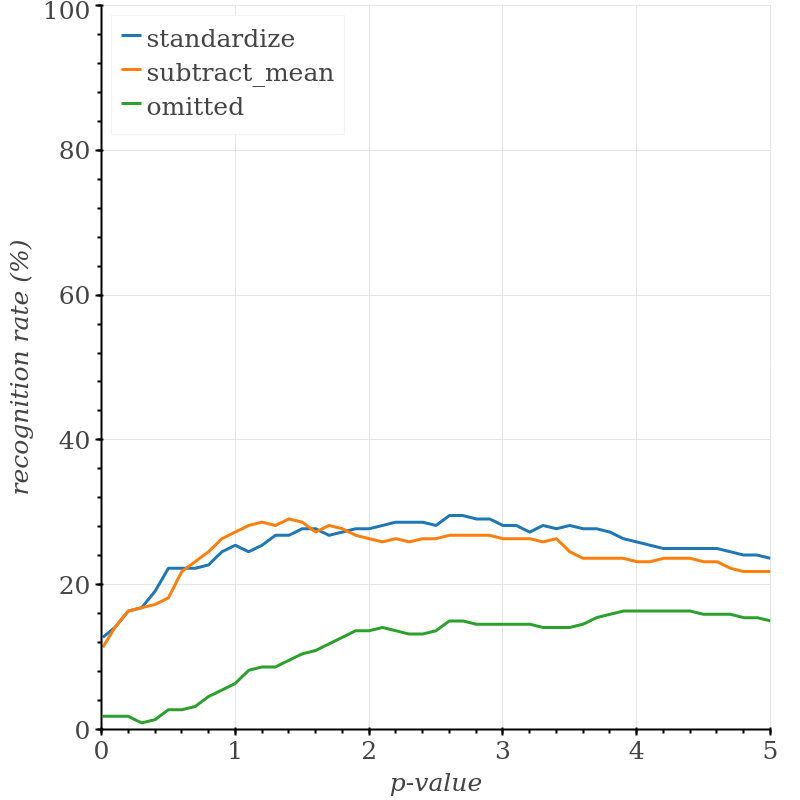 100
80
60
40
20
0
recognition rate (%)
standardize
subtract_mean
omitted
0 1 2 3 4 5
p-value